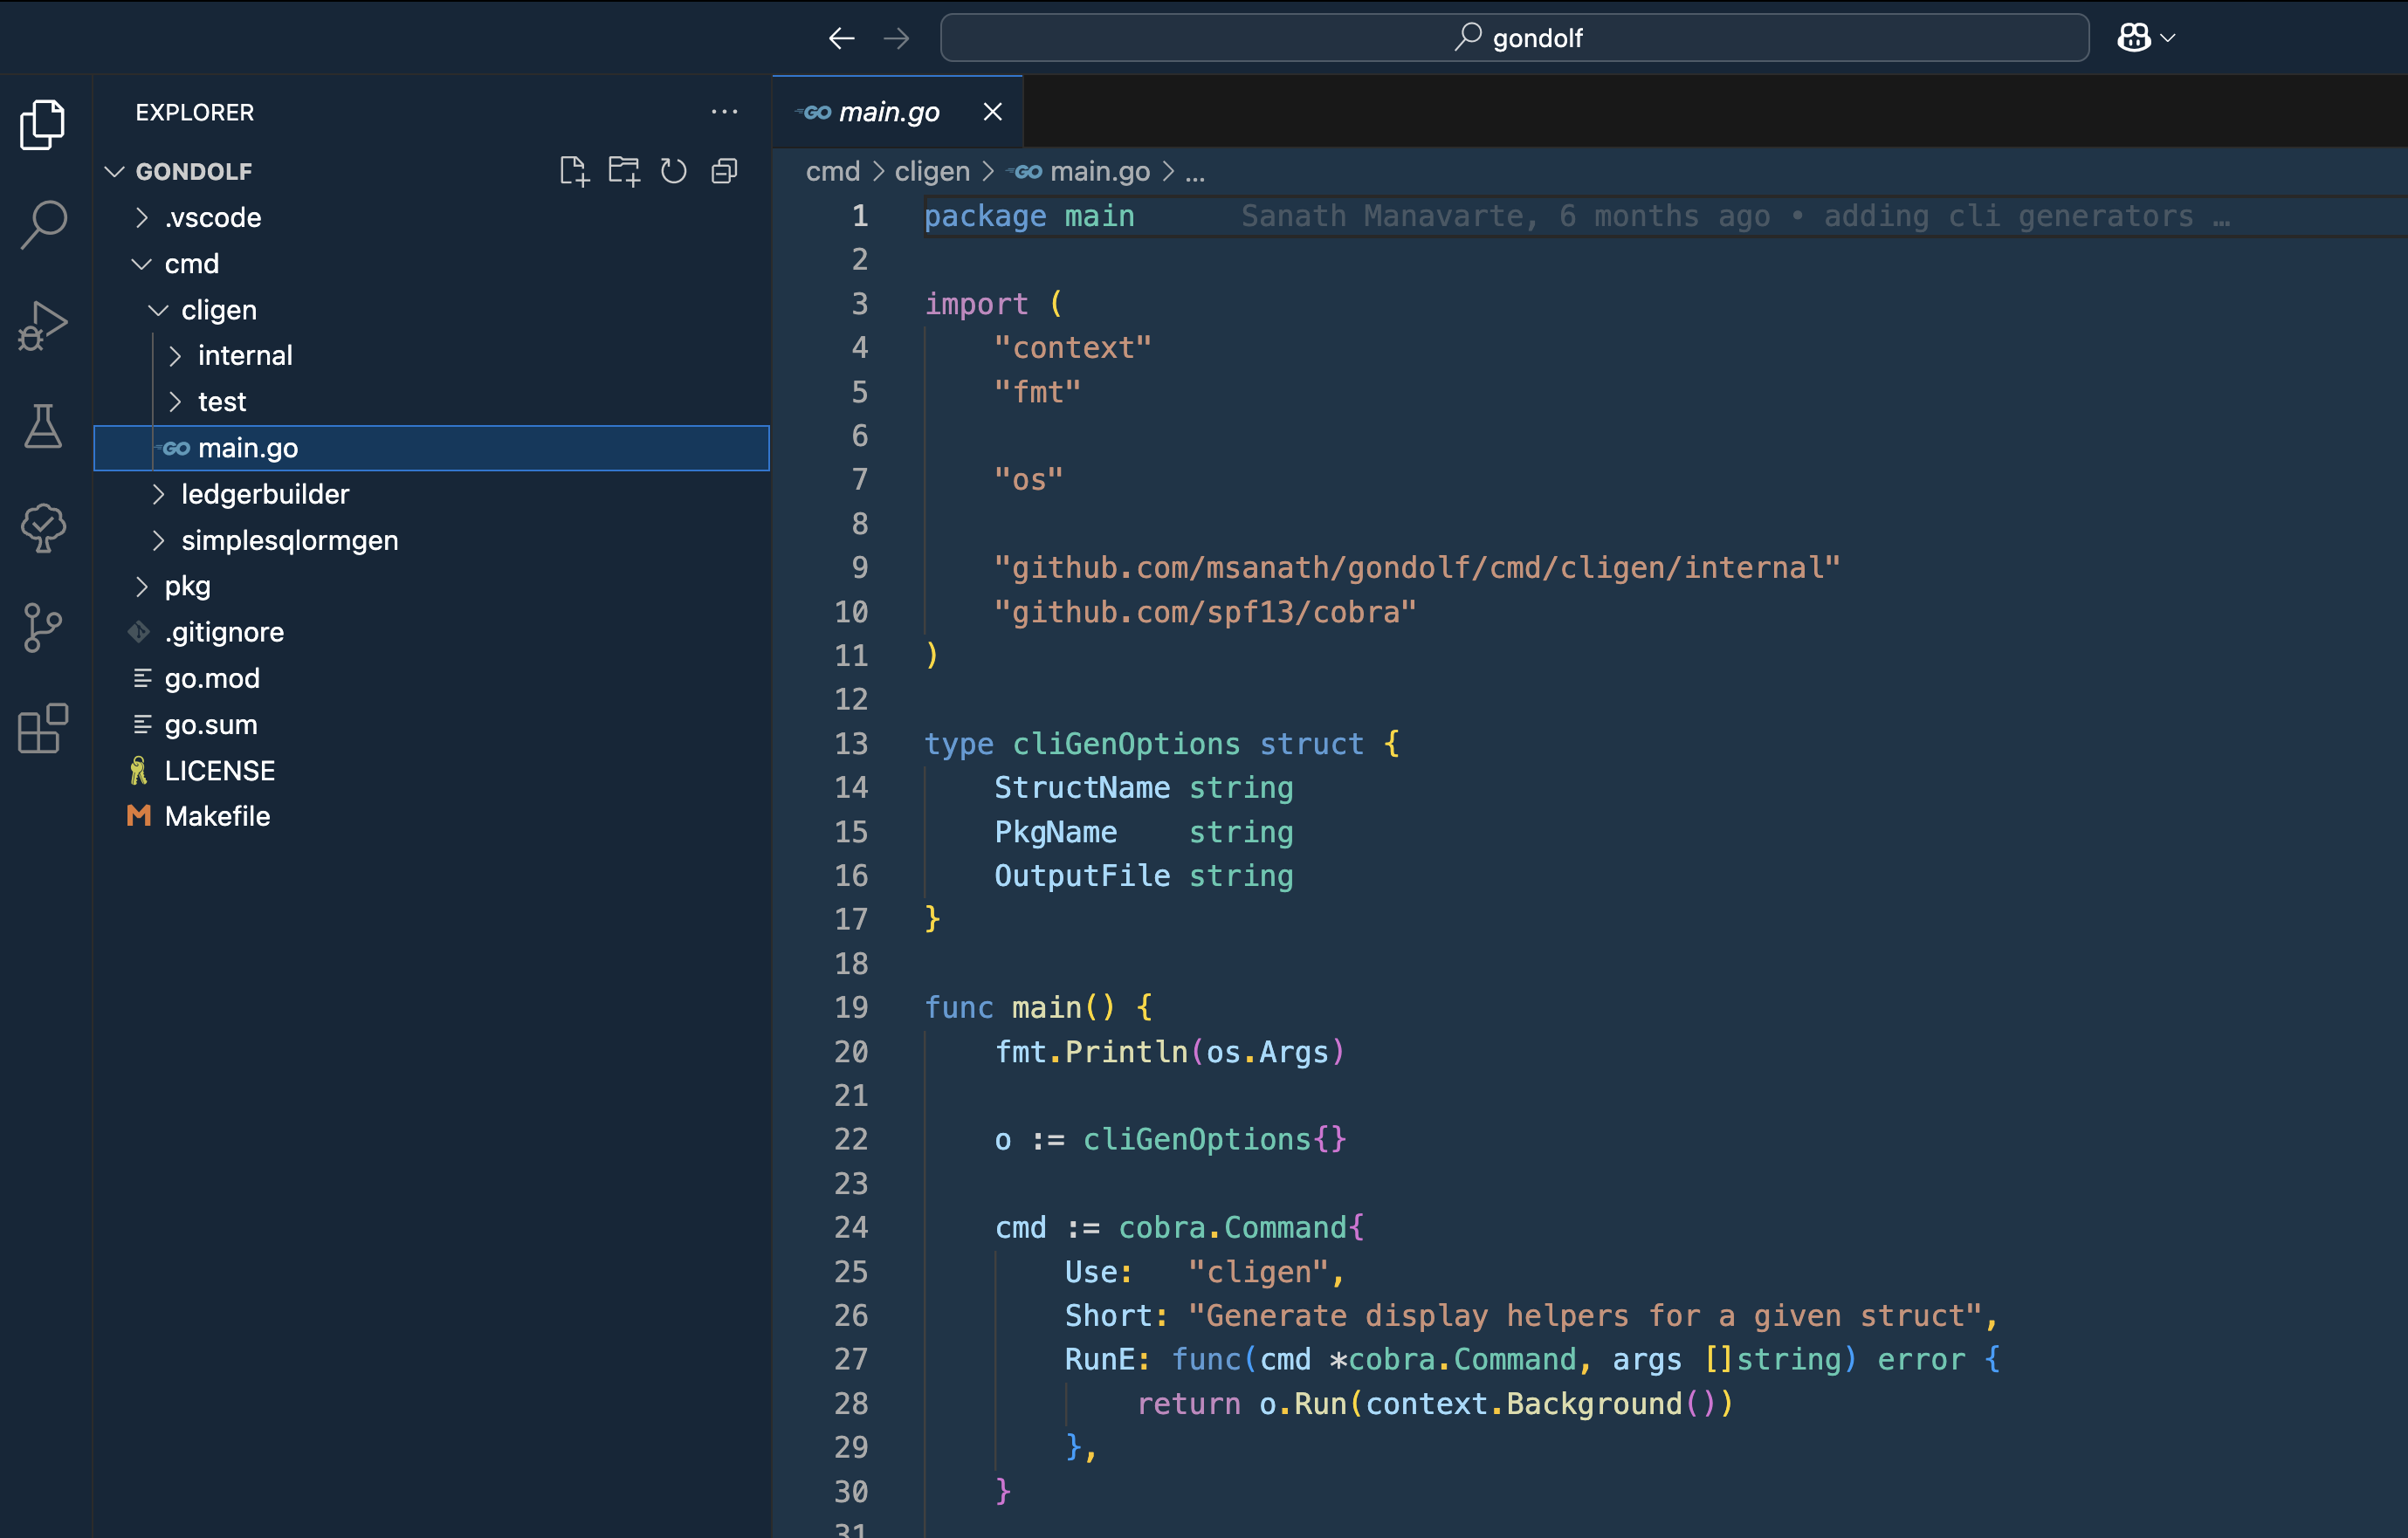 gondolf
EXPLORER
GONDOLF
.vscode
cmd
cligen
internal
test
GO main.go
ledgerbuilder
simplesqlormgen
pkg
.gitignore
go.mod
go.sum
LICENSE
M Makefile
GO main.go
cmd > cligen > GO main.go > ...
1 package main Sanath Manavarte, 6 months ago • adding cli generators …
2
3 import (
4 "context"
5 "fmt"
6
7 "os"
8
9 "github.com/msanath/gondolf/cmd/cligen/internal"
10 "github.com/spf13/cobra"
11 )
12
13 type cliGenOptions struct {
14 StructName string
15 PkgName string
16 OutputFile string
17 }
18
19 func main() {
20 fmt.Println(os.Args)
21
22 o := cliGenOptions{}
23
24 cmd := cobra.Command{
25 Use: "cligen",
26 Short: "Generate display helpers for a given struct",
27 RunE: func(cmd *cobra.Command, args []string) error {
28 return o.Run(context.Background())
29 },
30 }
31